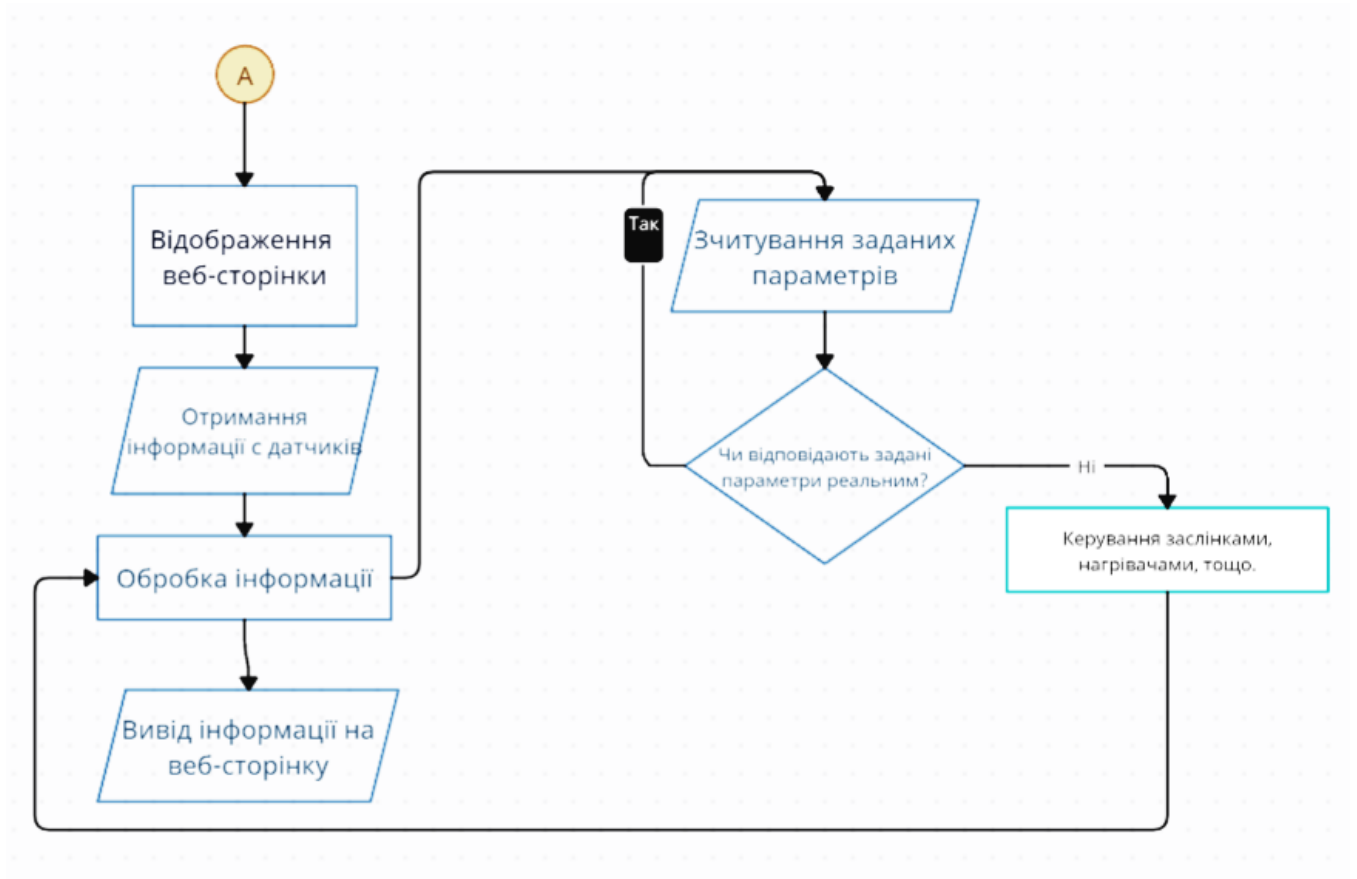 А
Відображення
веб-сторінки
Отримання
інформації с датчиків
Обробка інформації
Вивід інформації на
веб-сторінку
Так
Зчитування заданих
параметрів
Чи відповідають задані
параметри реальним?
Ні
Керування заслінками,
нагрівачами, тощо.